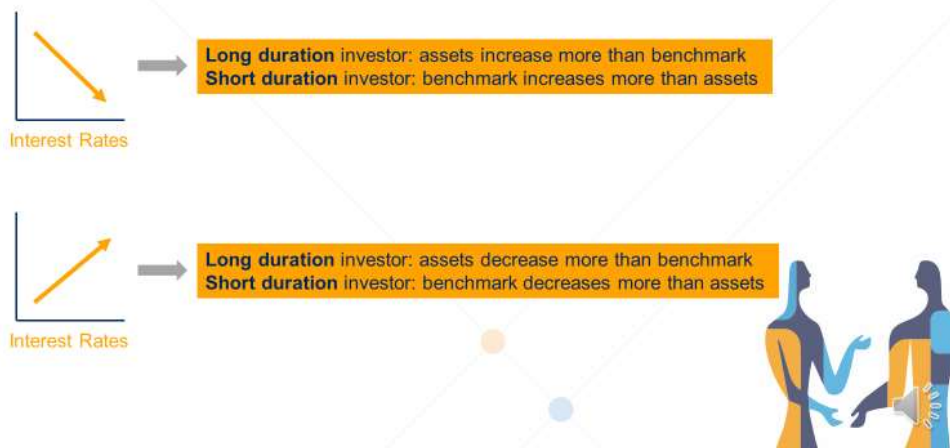 Long duration investor: assets increase more than benchmark
Short duration investor: benchmark increases more than assets
Interest Rates
Long duration investor: assets decrease more than benchmark
Short duration investor: benchmark decreases more than assets
Interest Rates